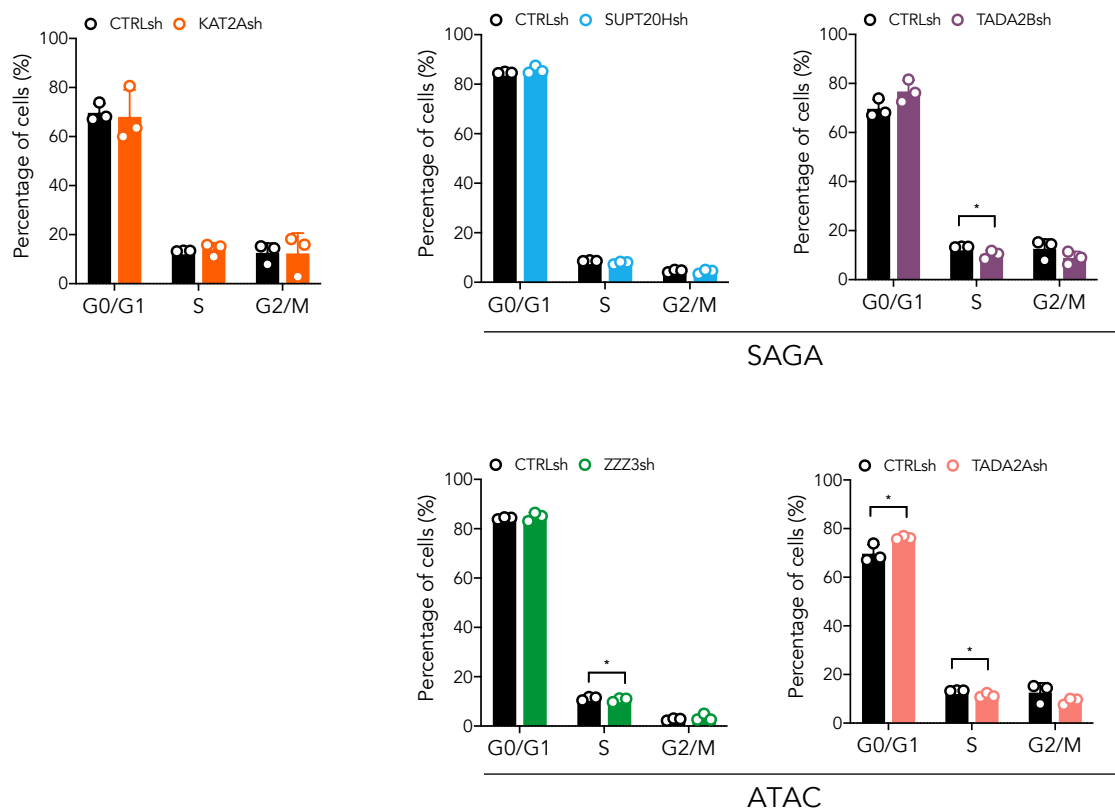 CTRLsh KAT2Ash
Percentage of cells (%)
100
80
60
40
20
0
G0/G1 S G2/M
CTRLsh SUPT20Hsh
Percentage of cells (%)
100
80
60
40
20
0
G0/G1 S G2/M
CTRLsh TADA2Bsh
Percentage of cells (%)
100
80
60
40
20
0
*
G0/G1 S G2/M
SAGA
CTRLsh ZZZ3sh
Percentage of cells (%)
100
80
60
40
20
0
*
G0/G1 S G2/M
CTRLsh TADA2Ash
Percentage of cells (%)
100
80
60
40
20
0
*
*
G0/G1 S G2/M
ATAC